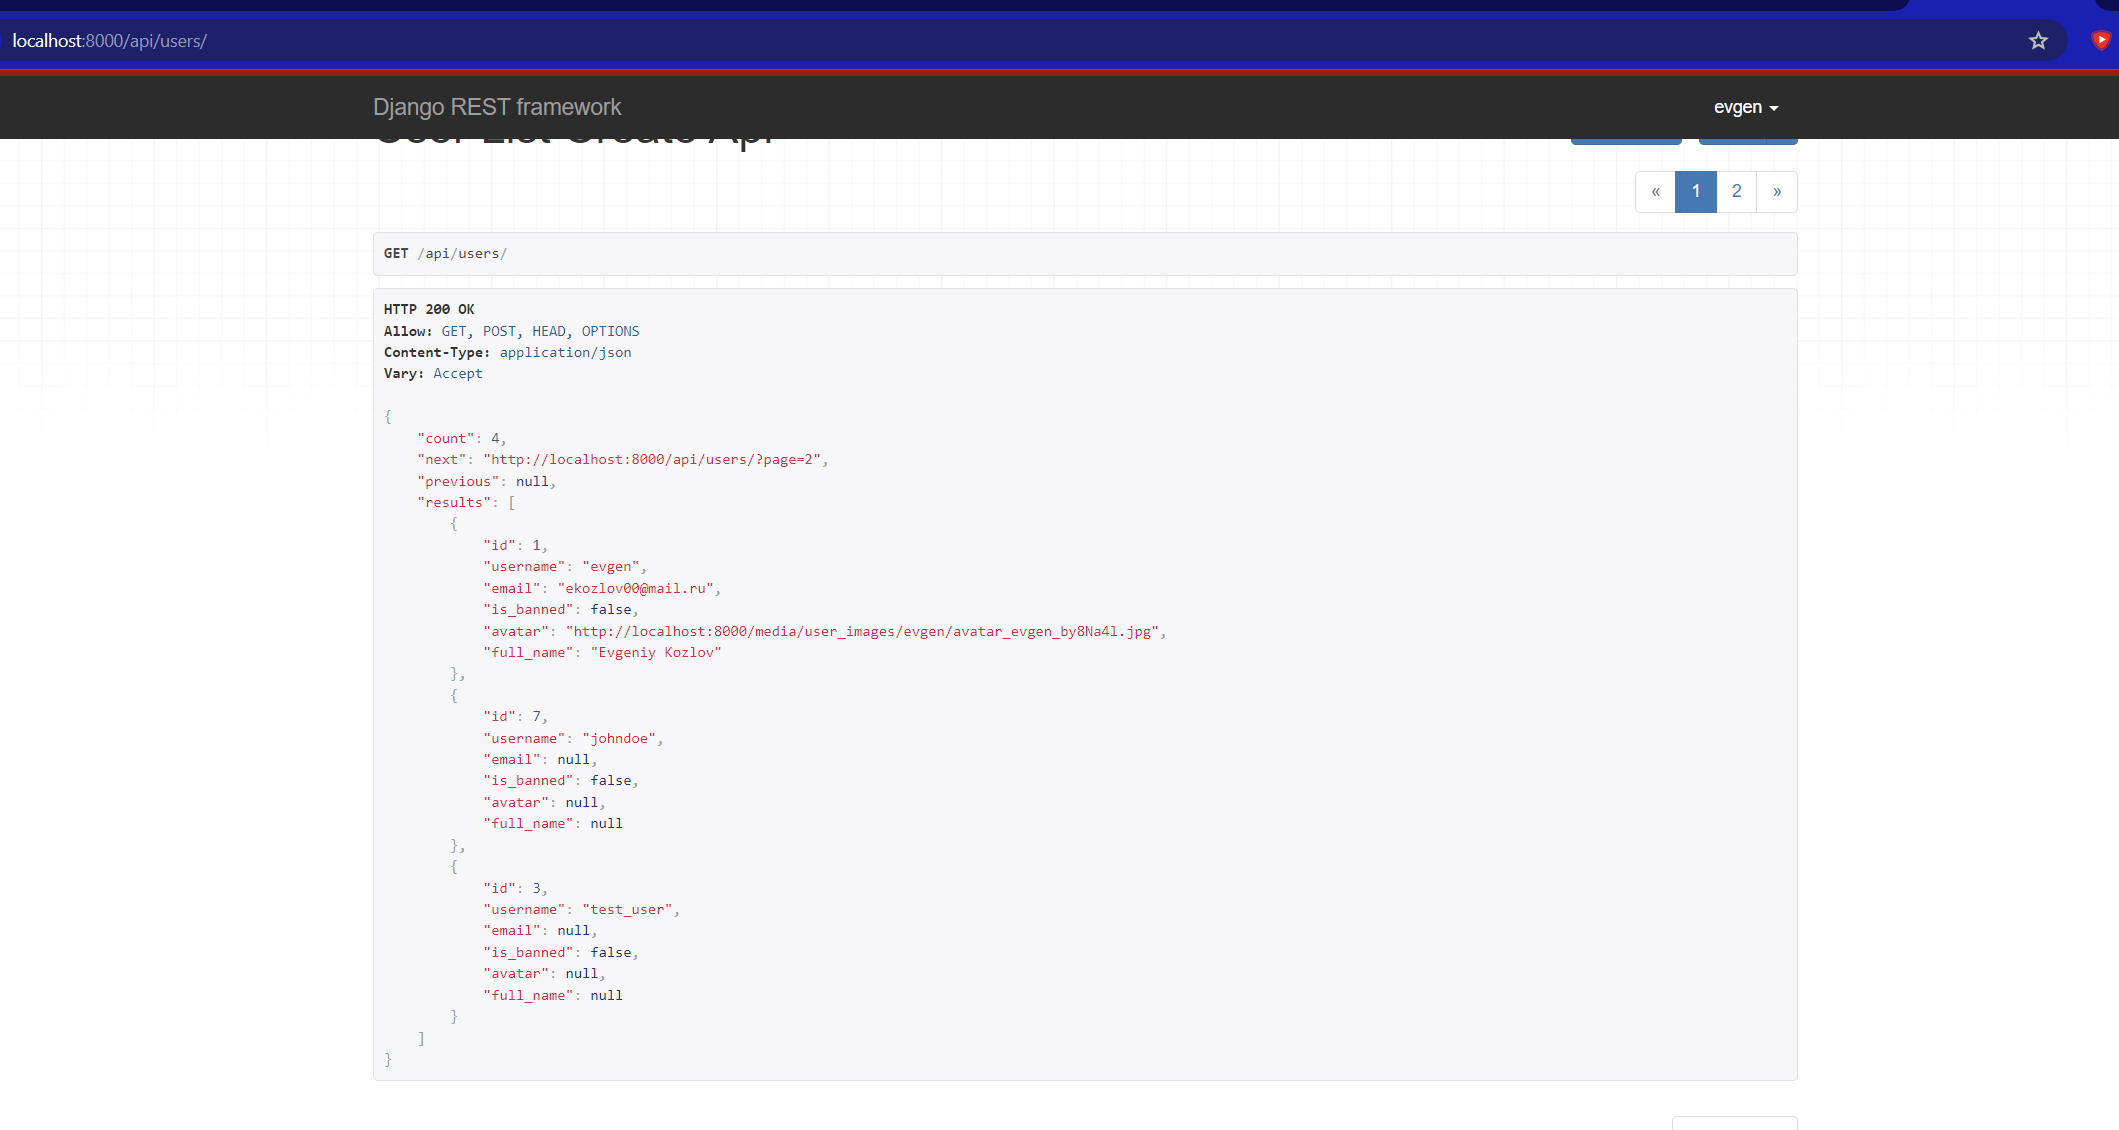 localhost:8000/api/users/
Django REST framework
evgen
User List Create Api
«
1
2
»
GET /api/users/
HTTP 200 OK
Allow: GET, POST, HEAD, OPTIONS
Content-Type: application/json
Vary: Accept
{
    "count": 4,
    "next": "http://localhost:8000/api/users/?page=2",
    "previous": null,
    "results": [
        {
            "id": 1,
            "username": "evgen",
            "email": "ekozlov00@mail.ru",
            "is_banned": false,
            "avatar": "http://localhost:8000/media/user_images/evgen/avatar_evgen_by8Na4l.jpg",
            "full_name": "Evgeniy Kozlov"
        },
        {
            "id": 7,
            "username": "johndoe",
            "email": null,
            "is_banned": false,
            "avatar": null,
            "full_name": null
        },
        {
            "id": 3,
            "username": "test_user",
            "email": null,
            "is_banned": false,
            "avatar": null,
            "full_name": null
        }
    ]
}